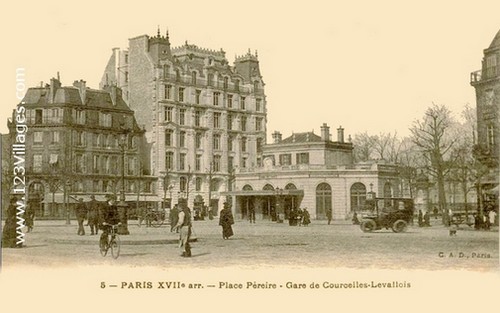 www.123Villages.com
C. A. D., Paris.
5 — PARIS XVIIe arr. — Place Péreire - Gare de Courcelles-Levallois